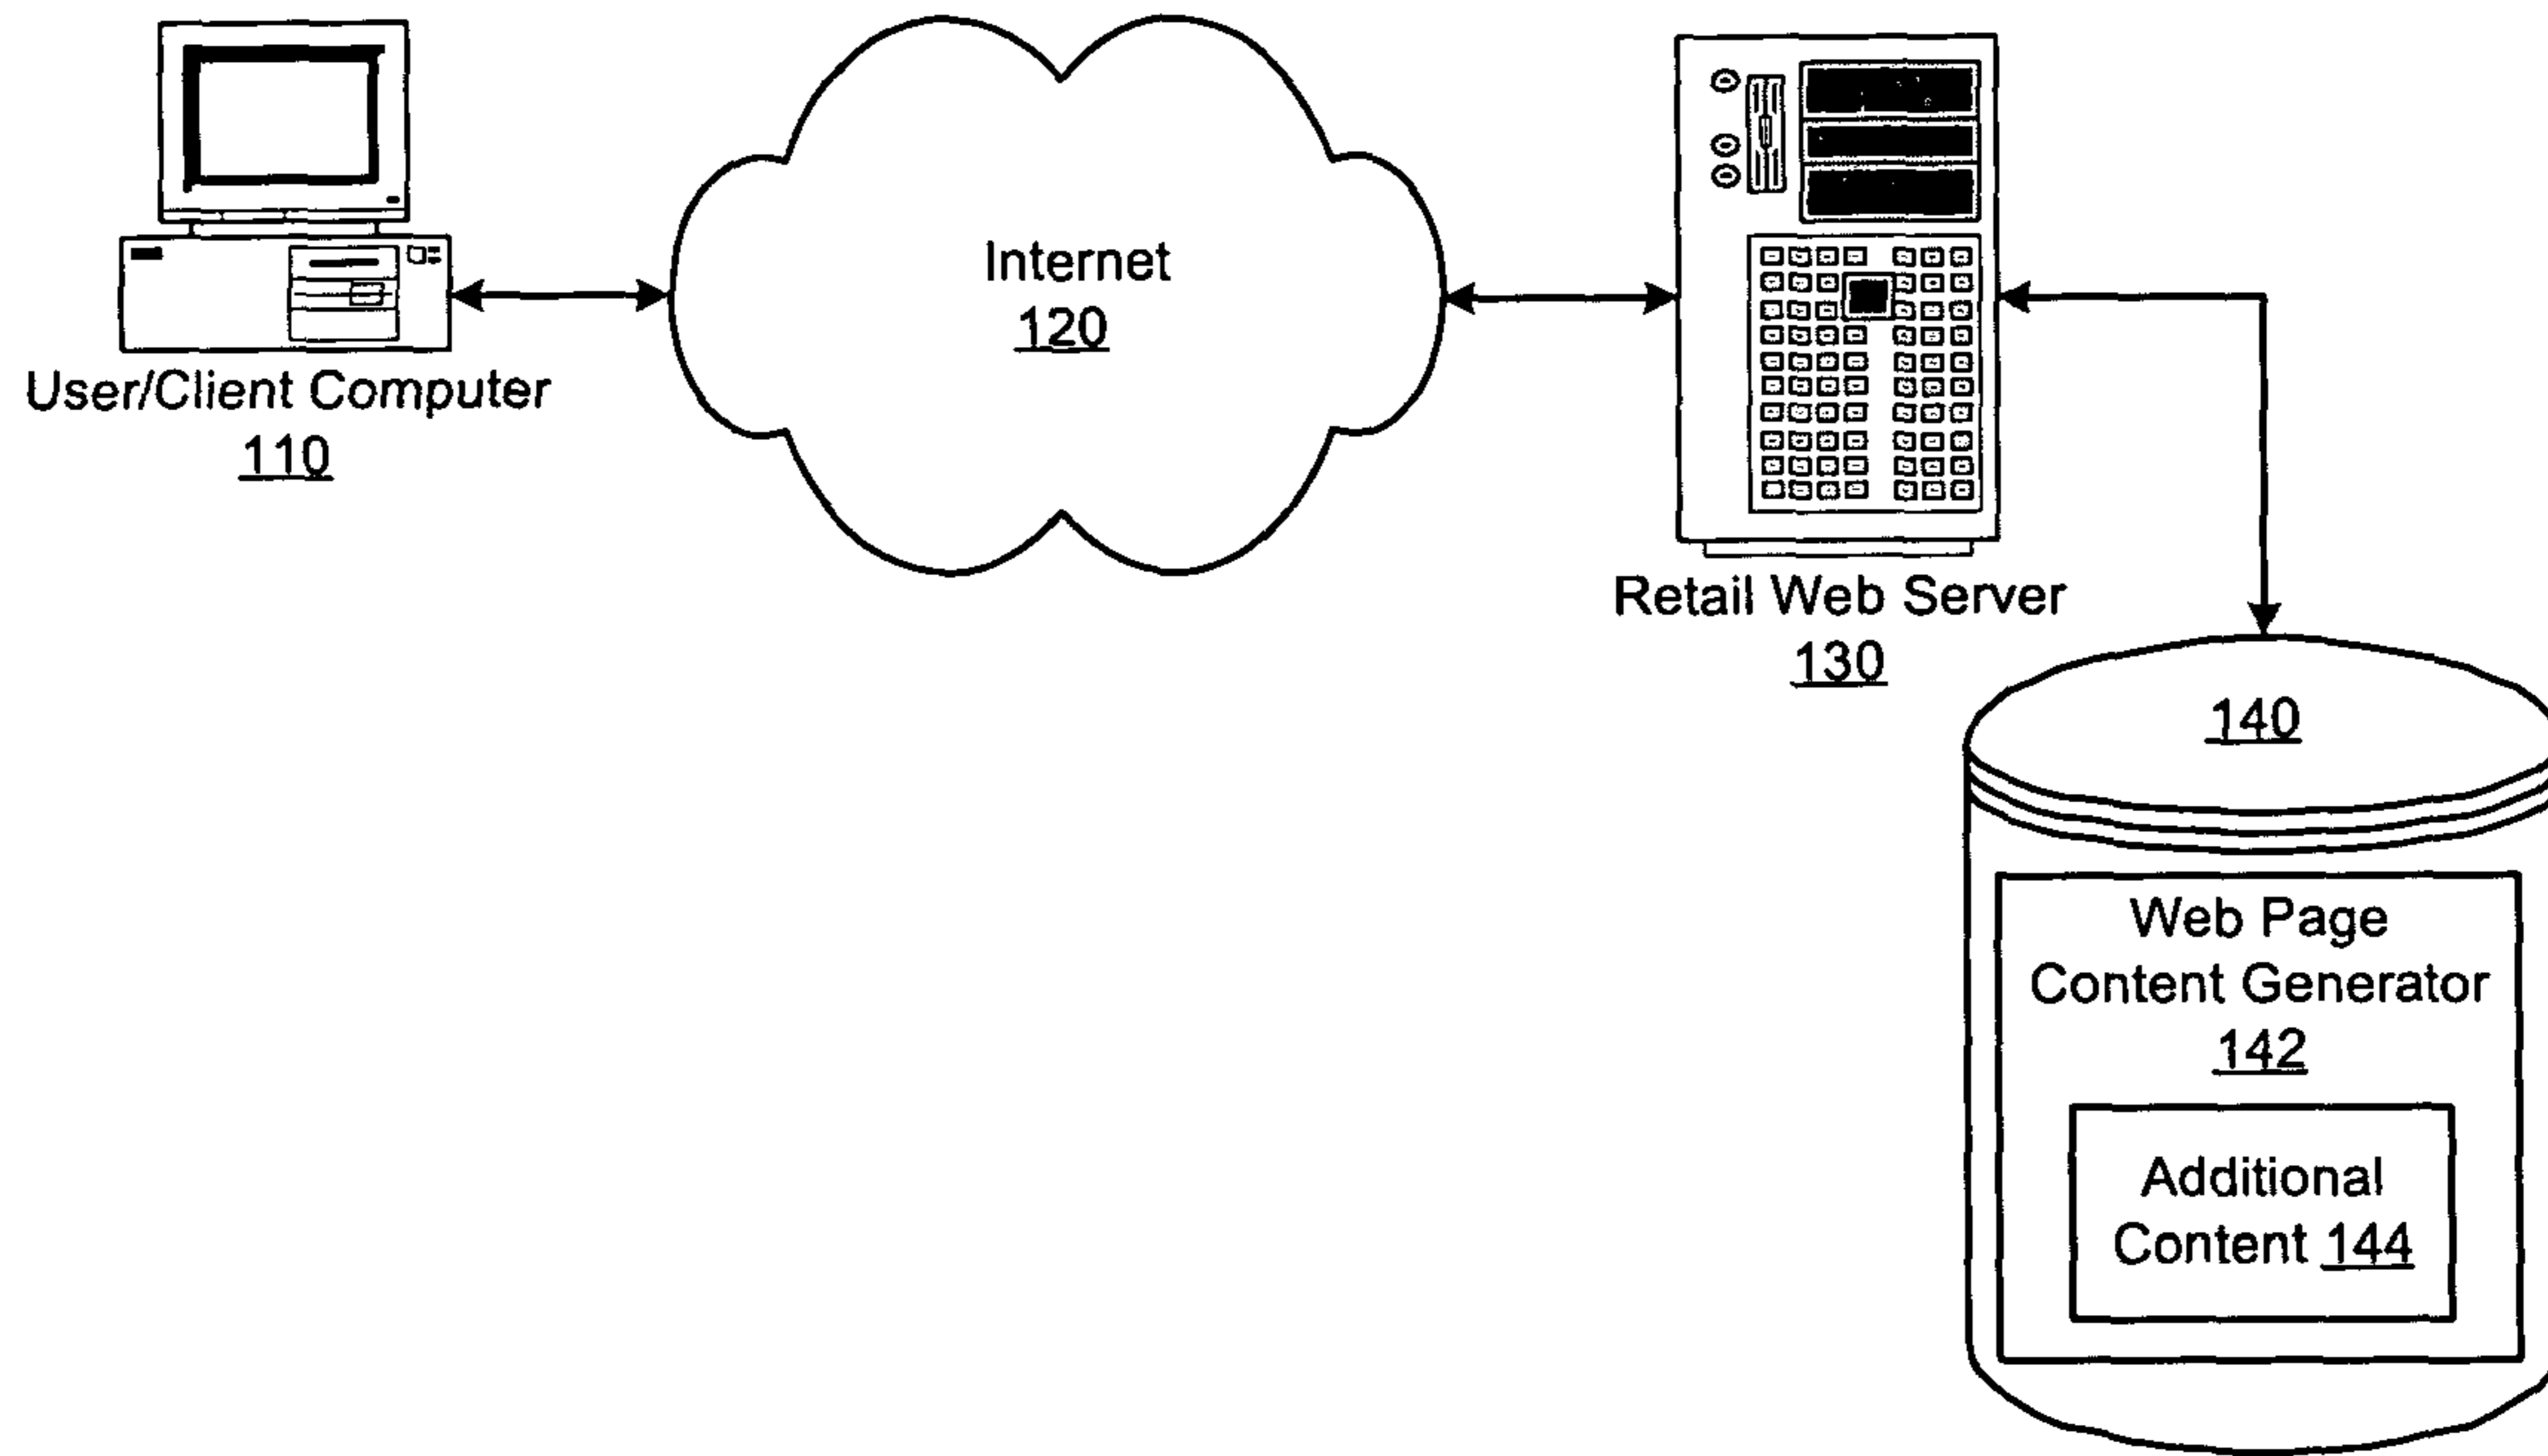 User/Client Computer
110
Internet
120
Retail Web Server
130
140
Web Page
Content Generator
142
Additional
Content 144